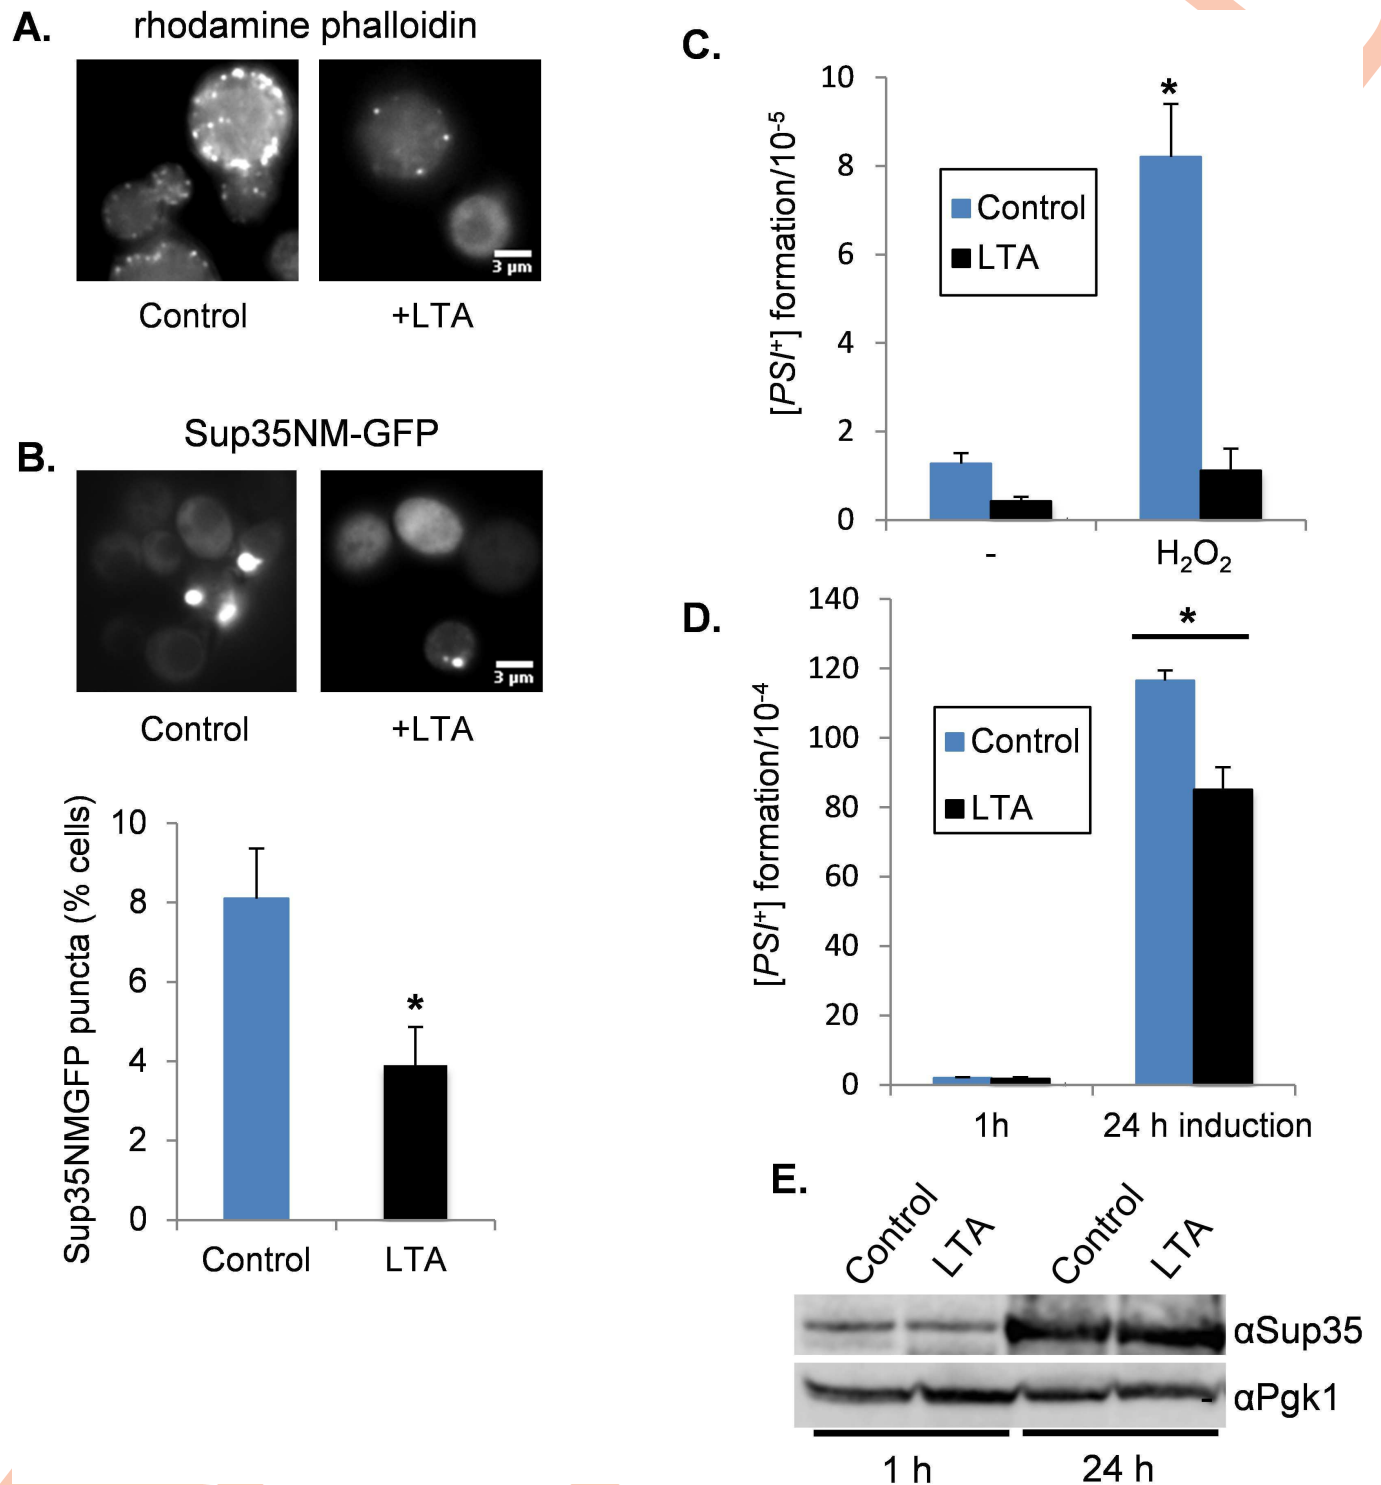 A.
rhodamine phalloidin
3 µm
Control
+LTA
B.
Sup35NM-GFP
3 µm
Control
+LTA
Sup35NMGFP puncta (% cells)
10
8
6
4
2
0
*
Control
LTA
C.
[PSI⁺] formation/10⁻⁵
10
8
6
4
2
0
*
Control
LTA
-
H₂O₂
D.
[PSI⁺] formation/10⁻⁴
140
120
100
80
60
40
20
0
*
Control
LTA
1h
24 h induction
E.
Control
LTA
Control
LTA
αSup35
αPgk1
1 h
24 h